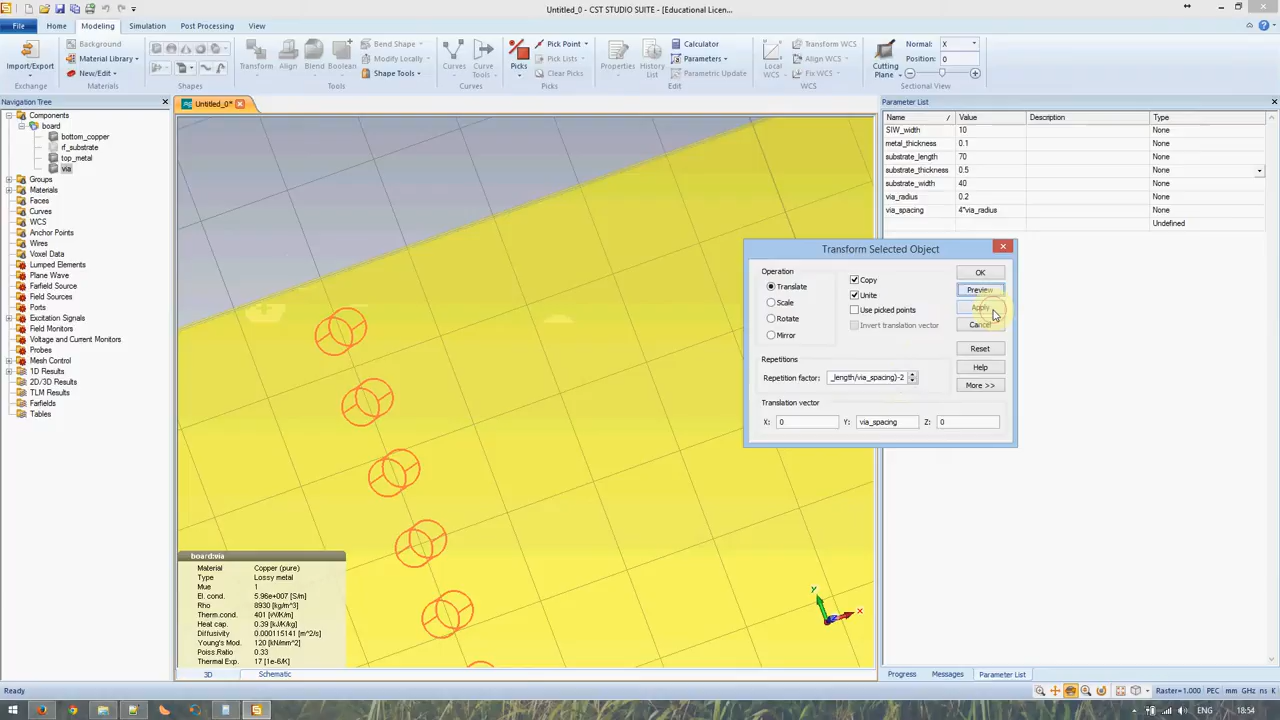 Untitled_0 - CST STUDIO SUITE - [Educational Licen...
File Home Modeling Simulation Post Processing View
Import/Export
Exchange
Background
Material Library
New/Edit
Materials
Shapes
Transform Align Blend Boolean
Bend Shape
Modify Locally
Shape Tools
Tools
Curves Curve Tools
Curves
Picks
Pick Point
Pick Lists
Clear Picks
Picks
Properties History List
Calculator
Parameters
Parametric Update
Edit
Local WCS
Transform WCS
Align WCS
Fix WCS
WCS
Cutting Plane
Normal: X
Position: 0
Sectional View
Navigation Tree
Untitled_0*
Components
board
bottom_copper
rf_substrate
top_metal
via
Groups
Materials
Faces
Curves
WCS
Anchor Points
Wires
Voxel Data
Lumped Elements
Plane Wave
Farfield Source
Field Sources
Ports
Excitation Signals
Field Monitors
Voltage and Current Monitors
Probes
Mesh Control
1D Results
2D/3D Results
TLM Results
Farfields
Tables
Parameter List
Name Value Description Type
SIW_width 10 None
metal_thickness 0.1 None
substrate_length 70 None
substrate_thickness 0.5 None
substrate_width 40 None
via_radius 0.2 None
via_spacing 4*via_radius None
Undefined
Transform Selected Object
Operation
Translate
Scale
Rotate
Mirror
Copy
Unite
Use picked points
Invert translation vector
OK
Preview
Apply
Cancel
Reset
Help
More >>
Repetitions
Repetition factor: _length/via_spacing)-2
Translation vector
X: 0 Y: via_spacing Z: 0
board:via
Material Copper (pure)
Type Lossy metal
Mue 1
El. cond. 5.96e+007 [S/m]
Rho 8930 [kg/m^3]
Therm.cond. 401 [W/K/m]
Heat cap. 0.39 [kJ/K/kg]
Diffusivity 0.000115141 [m^2/s]
Young's Mod. 120 [kN/mm^2]
Poiss.Ratio 0.33
Thermal Exp. 17 [1e-6/K]
y
x
3D Schematic
Progress Messages Parameter List
Ready
Raster=1.000 PEC mm GHz ns K
ENG 18:54